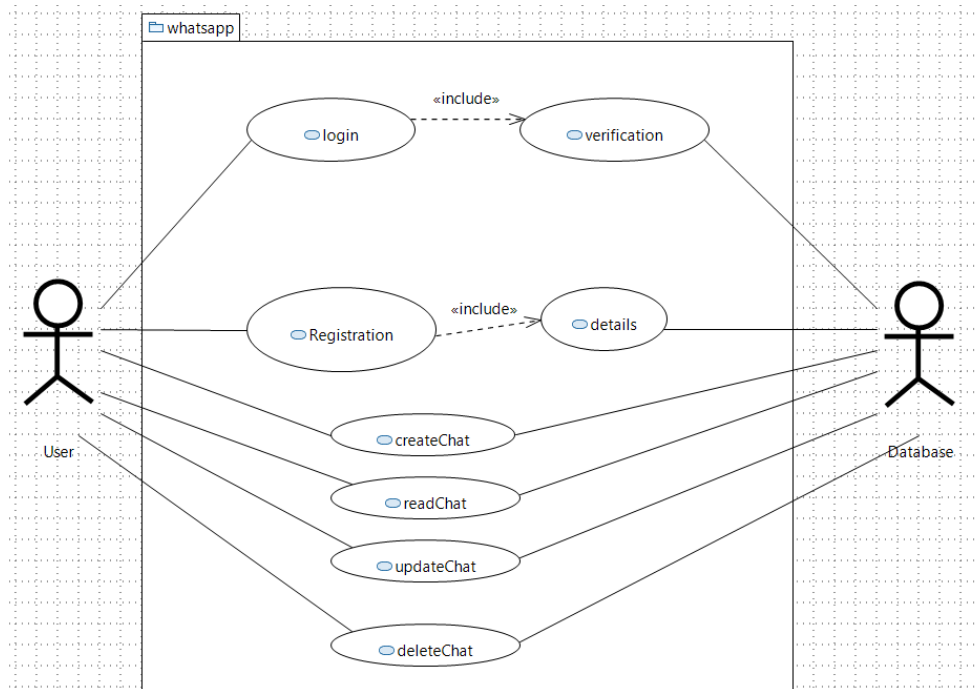 whatsapp
«include»
login
verification
«include»
Registration
details
createChat
User
Database
readChat
updateChat
deleteChat